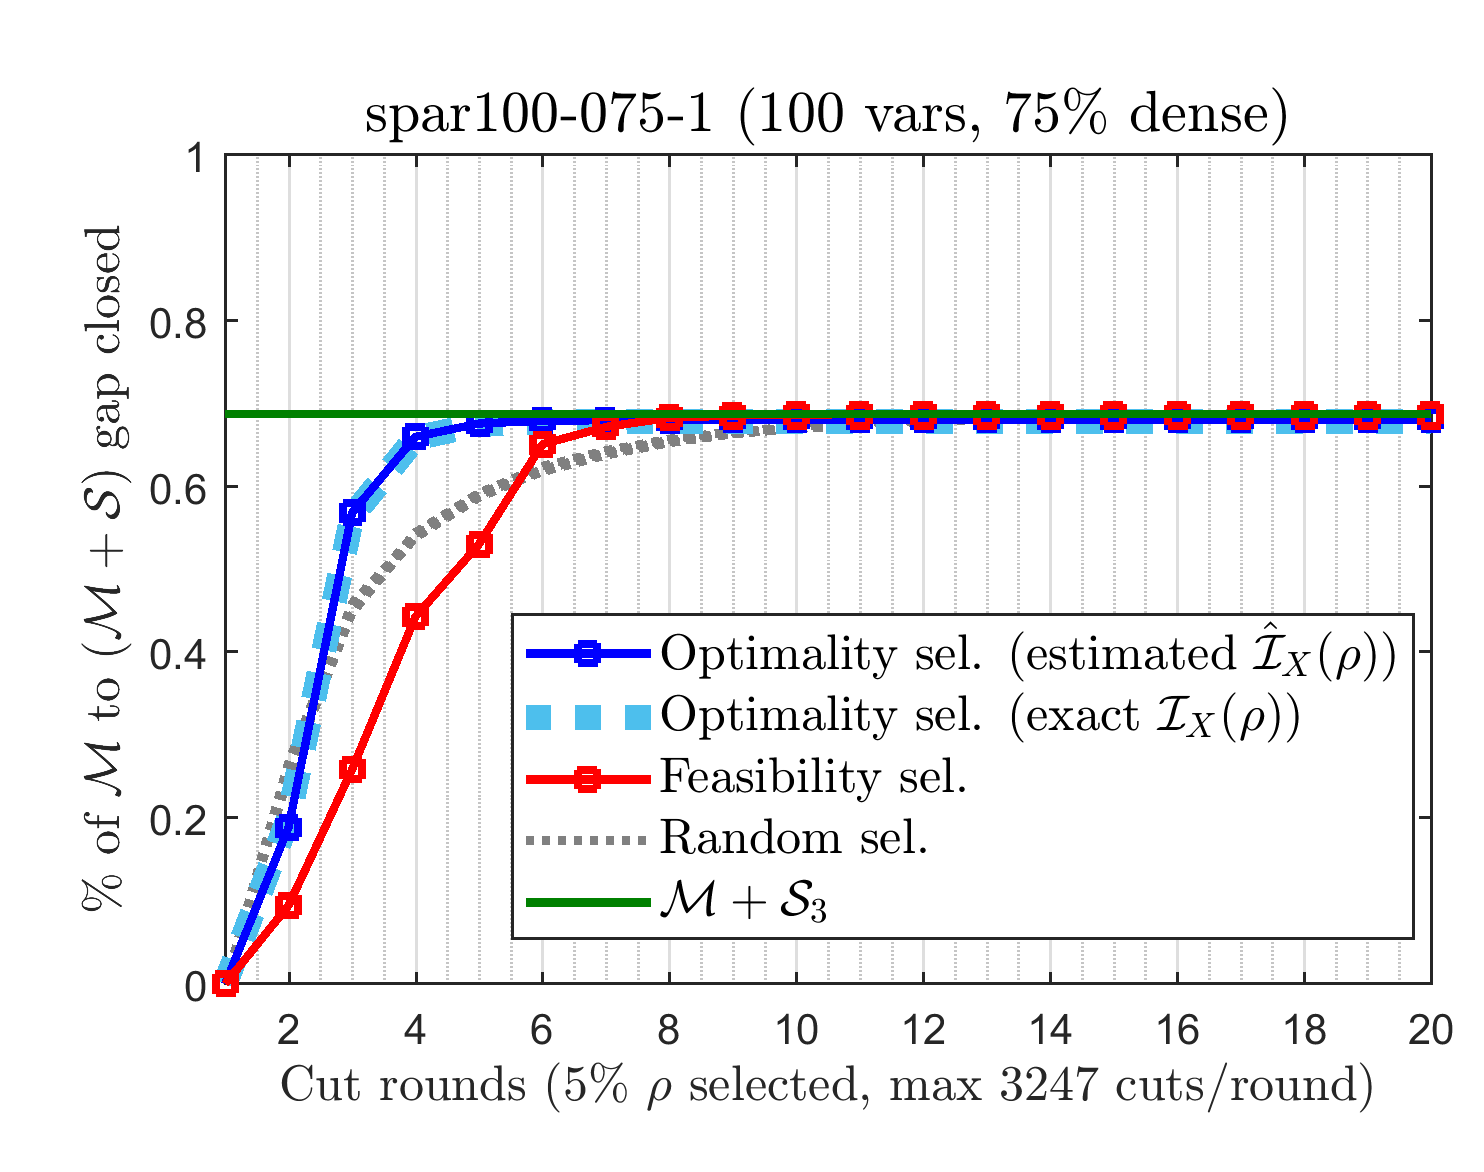 spar100-075-1 (100 vars, 75% dense)
% of ℳ to (ℳ + 𝒮) gap closed
1
0.8
0.6
0.4
0.2
0
Optimality sel. (estimated 𝓘̂_X(ρ))
Optimality sel. (exact 𝓘_X(ρ))
Feasibility sel.
Random sel.
ℳ + 𝒮₃
2 4 6 8 10 12 14 16 18 20
Cut rounds (5% ρ selected, max 3247 cuts/round)